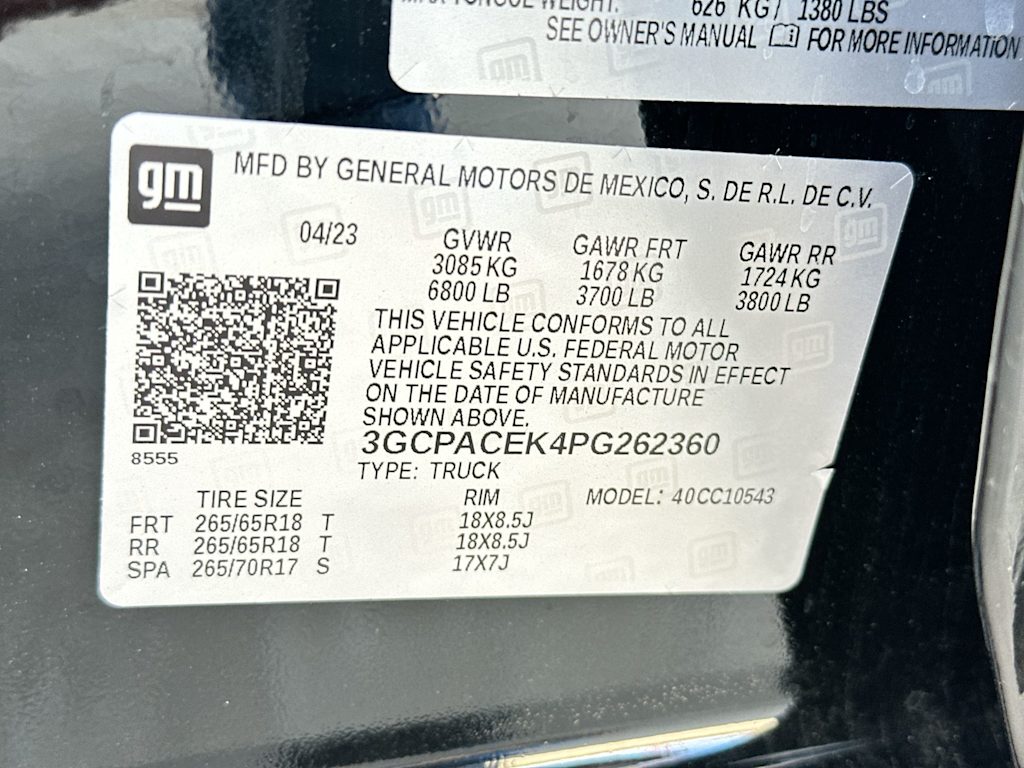 MAX TONGUE WEIGHT: 626 KG / 1380 LBS
SEE OWNER'S MANUAL FOR MORE INFORMATION
gm
MFD BY GENERAL MOTORS DE MEXICO, S. DE R.L. DE C.V.
04/23 GVWR GAWR FRT GAWR RR
3085 KG 1678 KG 1724 KG
6800 LB 3700 LB 3800 LB
THIS VEHICLE CONFORMS TO ALL
APPLICABLE U.S. FEDERAL MOTOR
VEHICLE SAFETY STANDARDS IN EFFECT
ON THE DATE OF MANUFACTURE
SHOWN ABOVE.
3GCPACEK4PG262360
8555
TYPE: TRUCK
TIRE SIZE RIM MODEL: 40CC10543
FRT 265/65R18 T 18X8.5J
RR 265/65R18 T 18X8.5J
SPA 265/70R17 S 17X7J